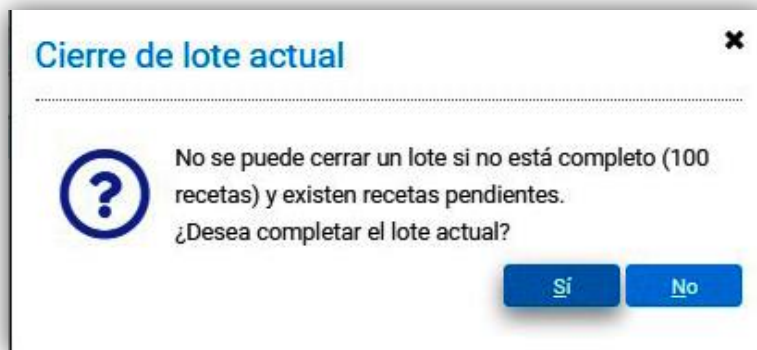 Cierre de lote actual
No se puede cerrar un lote si no está completo (100
recetas) y existen recetas pendientes.
¿Desea completar el lote actual?
Sí No